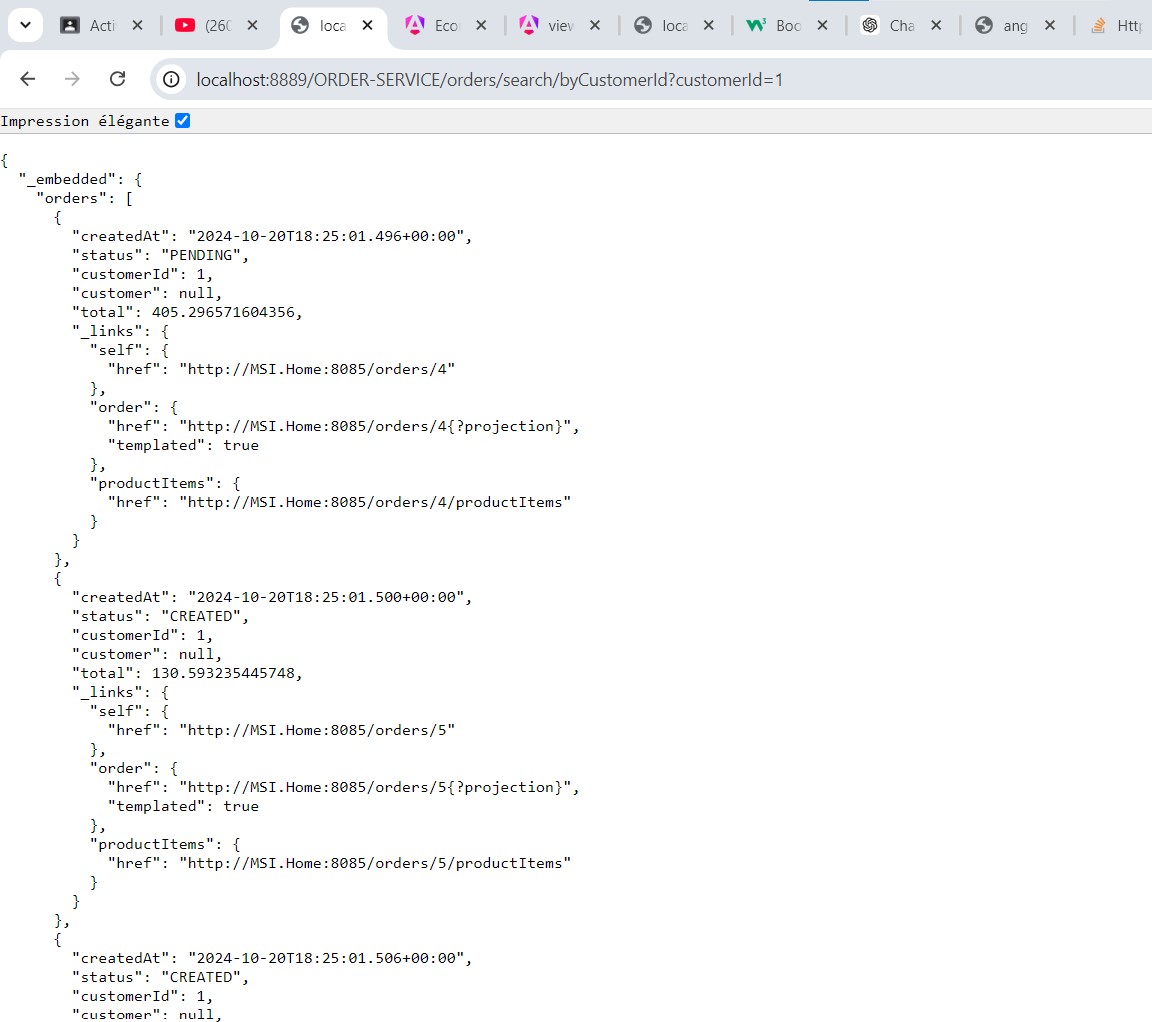 Acti
(260
loca
Eco
view
loca
W3 Boo
Cha
ang
Http
localhost:8889/ORDER-SERVICE/orders/search/byCustomerId?customerId=1
Impression élégante
{
  "_embedded": {
    "orders": [
      {
        "createdAt": "2024-10-20T18:25:01.496+00:00",
        "status": "PENDING",
        "customerId": 1,
        "customer": null,
        "total": 405.296571604356,
        "_links": {
          "self": {
            "href": "http://MSI.Home:8085/orders/4"
          },
          "order": {
            "href": "http://MSI.Home:8085/orders/4{?projection}",
            "templated": true
          },
          "productItems": {
            "href": "http://MSI.Home:8085/orders/4/productItems"
          }
        }
      },
      {
        "createdAt": "2024-10-20T18:25:01.500+00:00",
        "status": "CREATED",
        "customerId": 1,
        "customer": null,
        "total": 130.593235445748,
        "_links": {
          "self": {
            "href": "http://MSI.Home:8085/orders/5"
          },
          "order": {
            "href": "http://MSI.Home:8085/orders/5{?projection}",
            "templated": true
          },
          "productItems": {
            "href": "http://MSI.Home:8085/orders/5/productItems"
          }
        }
      },
      {
        "createdAt": "2024-10-20T18:25:01.506+00:00",
        "status": "CREATED",
        "customerId": 1,
        "customer": null,